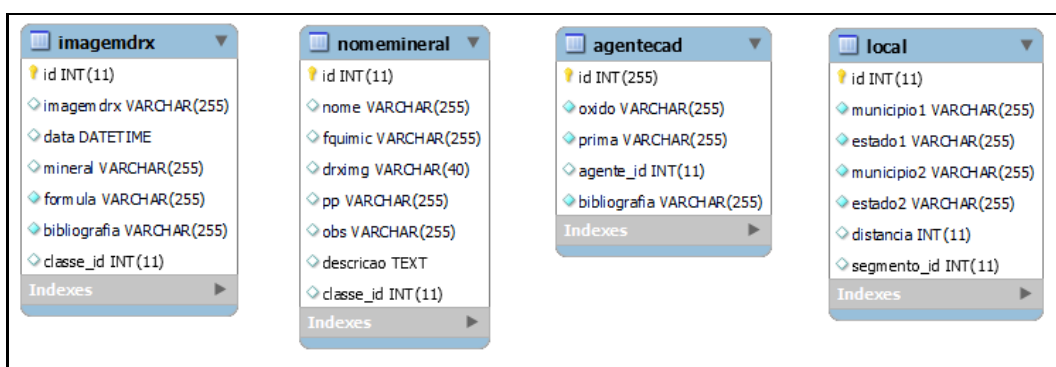 imagemdrx
id INT(11)
imagemdrx VARCHAR(255)
data DATETIME
mineral VARCHAR(255)
formula VARCHAR(255)
bibliografia VARCHAR(255)
classe_id INT(11)
Indexes
nomemineral
id INT(11)
nome VARCHAR(255)
fquimic VARCHAR(255)
drximg VARCHAR(40)
pp VARCHAR(255)
obs VARCHAR(255)
descricao TEXT
classe_id INT(11)
Indexes
agentecad
id INT(255)
oxido VARCHAR(255)
prima VARCHAR(255)
agente_id INT(11)
bibliografia VARCHAR(255)
Indexes
local
id INT(11)
municipio1 VARCHAR(255)
estado1 VARCHAR(255)
municipio2 VARCHAR(255)
estado2 VARCHAR(255)
distancia INT(11)
segmento_id INT(11)
Indexes